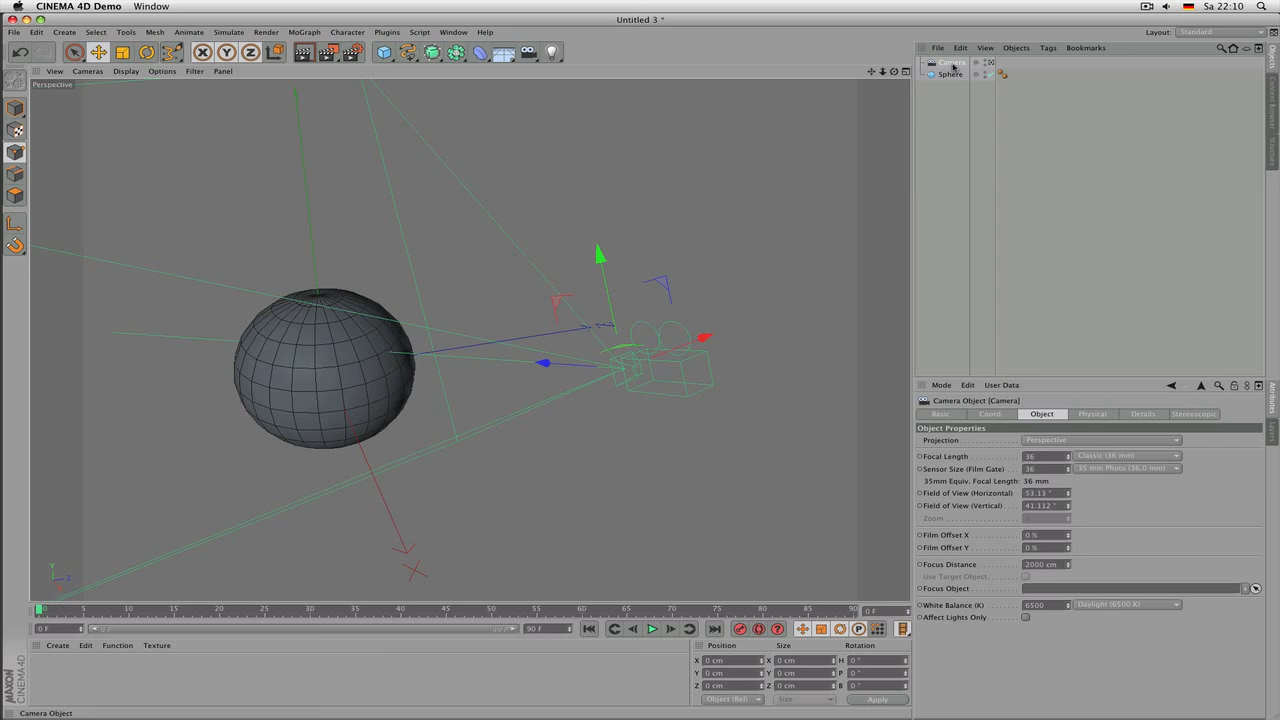 CINEMA 4D Demo Window Sa 22:10
Untitled 3 *
File Edit Create Select Tools Mesh Animate Simulate Render MoGraph Character Plugins Script Window Help Layout: Standard
File Edit View Objects Tags Bookmarks
Camera
Sphere
View Cameras Display Options Filter Panel
Perspective
X Y Z
Objects
Content Browser
Structure
X
Y
Z
Mode Edit User Data
Camera Object [Camera]
Basic Coord. Object Physical Details Stereoscopic
Object Properties
Projection Perspective
Focal Length 36 Classic (36 mm)
Sensor Size (Film Gate) 36 35 mm Photo (36.0 mm)
35mm Equiv. Focal Length: 36 mm
Field of View (Horizontal) 53.13 °
Field of View (Vertical) 41.112 °
Zoom
Film Offset X 0 %
Film Offset Y 0 %
Focus Distance 2000 cm
Use Target Object
Focus Object
White Balance (K) 6500 Daylight (6500 K)
Affect Lights Only
Attributes
Layers
0 5 10 15 20 25 30 35 40 45 50 55 60 65 70 75 80 85 90 0 F
0 F 90 F
Create Edit Function Texture
Position Size Rotation
X 0 cm X 0 cm H 0 °
Y 0 cm Y 0 cm P 0 °
Z 0 cm Z 0 cm B 0 °
Object (Rel) Size Apply
MAXON CINEMA 4D
Camera Object